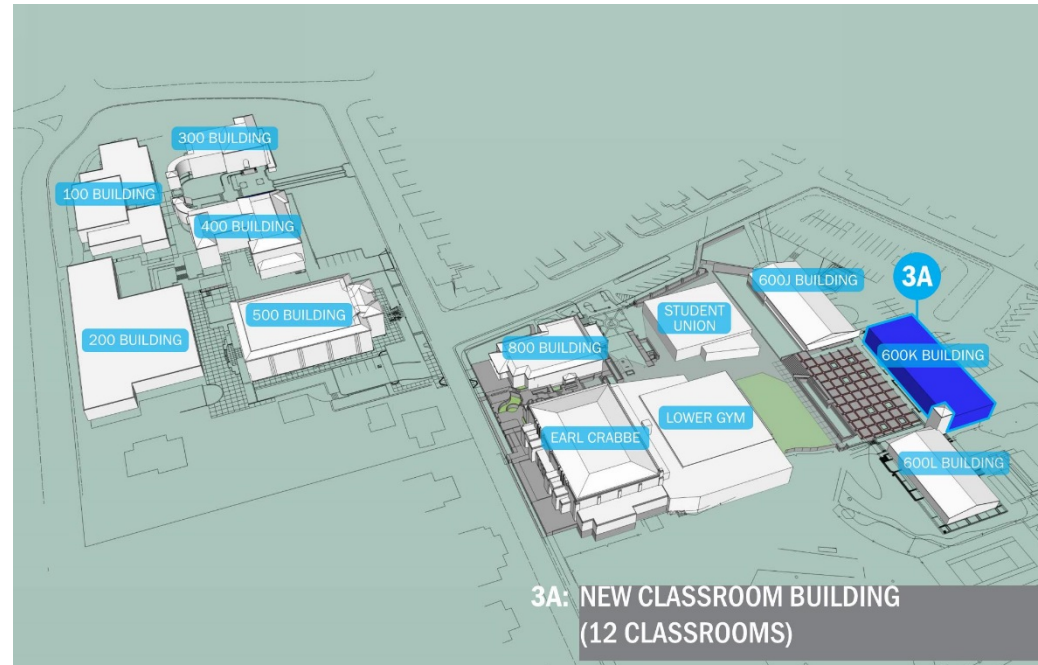 300 BUILDING
100 BUILDING
400 BUILDING
500 BUILDING
200 BUILDING
600J BUILDING
3A
STUDENT
UNION
800 BUILDING
600K BUILDING
LOWER GYM
EARL CRABBE
600L BUILDING
3A: NEW CLASSROOM BUILDING
(12 CLASSROOMS)